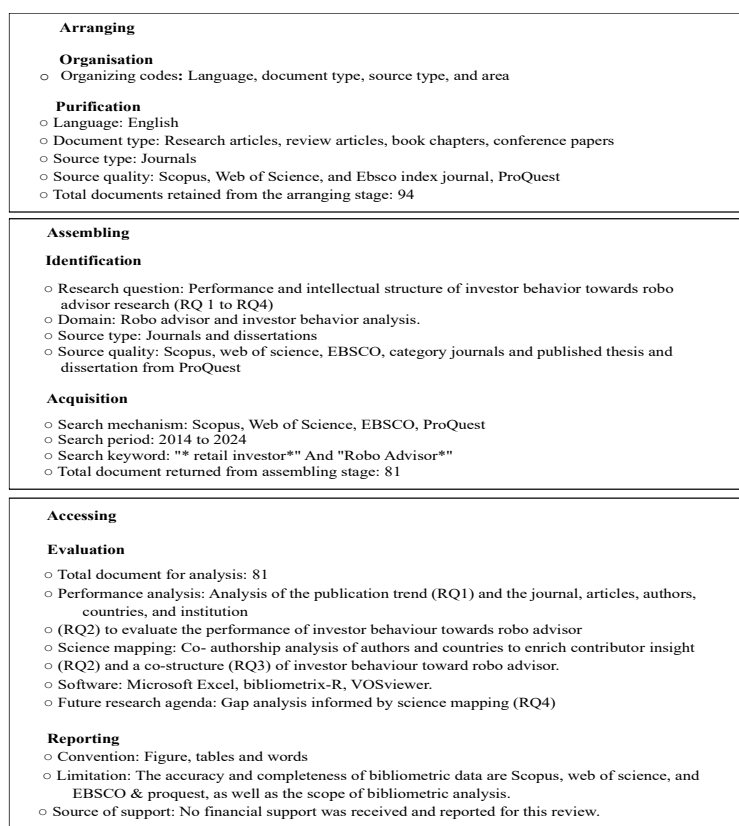 Arranging
Organisation
○ Organizing codes: Language, document type, source type, and area
Purification
○ Language: English
○ Document type: Research articles, review articles, book chapters, conference papers
○ Source type: Journals
○ Source quality: Scopus, Web of Science, and Ebsco index journal, ProQuest
○ Total documents retained from the arranging stage: 94
Assembling
Identification
○ Research question: Performance and intellectual structure of investor behavior towards robo
advisor research (RQ 1 to RQ4)
○ Domain: Robo advisor and investor behavior analysis.
○ Source type: Journals and dissertations
○ Source quality: Scopus, web of science, EBSCO, category journals and published thesis and
dissertation from ProQuest
Acquisition
○ Search mechanism: Scopus, Web of Science, EBSCO, ProQuest
○ Search period: 2014 to 2024
○ Search keyword: "* retail investor*" And "Robo Advisor*"
○ Total document returned from assembling stage: 81
Accessing
Evaluation
○ Total document for analysis: 81
○ Performance analysis: Analysis of the publication trend (RQ1) and the journal, articles, authors,
countries, and institution
○ (RQ2) to evaluate the performance of investor behaviour towards robo advisor
○ Science mapping: Co- authorship analysis of authors and countries to enrich contributor insight
○ (RQ2) and a co-structure (RQ3) of investor behaviour toward robo advisor.
○ Software: Microsoft Excel, bibliometrix-R, VOSviewer.
○ Future research agenda: Gap analysis informed by science mapping (RQ4)
Reporting
○ Convention: Figure, tables and words
○ Limitation: The accuracy and completeness of bibliometric data are Scopus, web of science, and
EBSCO & proquest, as well as the scope of bibliometric analysis.
○ Source of support: No financial support was received and reported for this review.